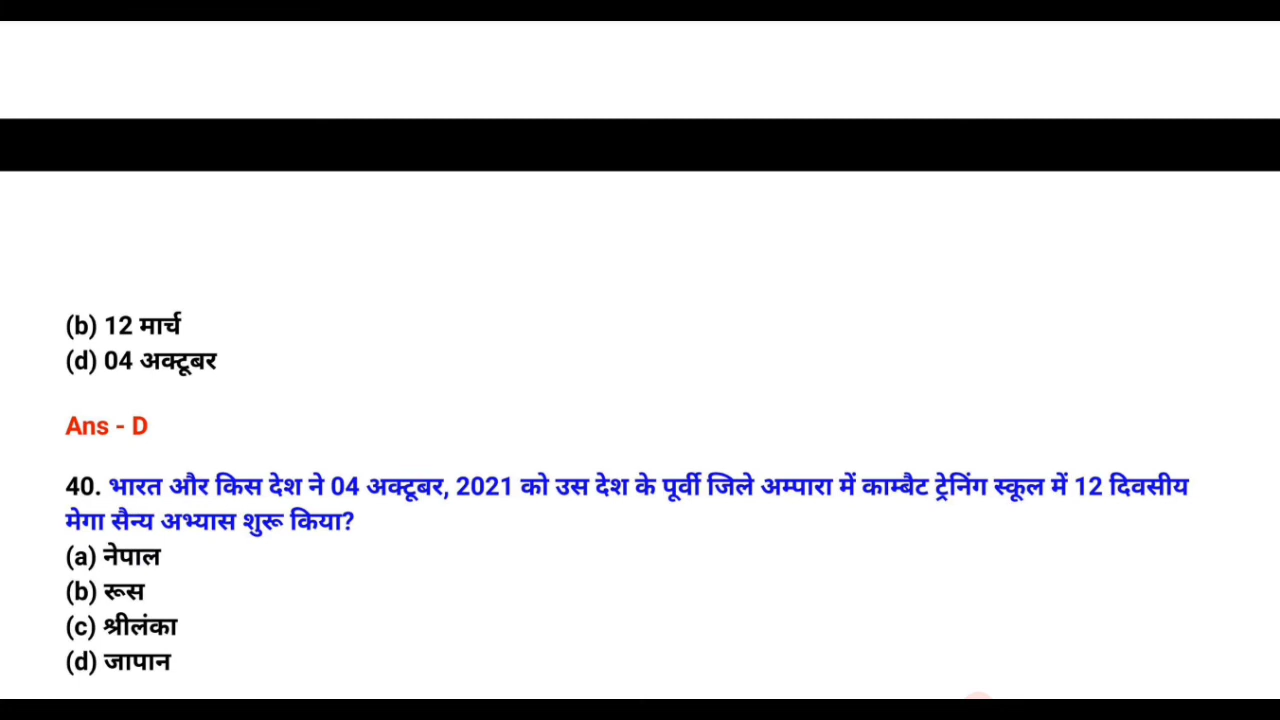 (b) 12 मार्च
(d) 04 अक्टूबर
Ans - D
40. भारत और किस देश ने 04 अक्टूबर, 2021 को उस देश के पूर्वी जिले अम्पारा में काम्बैट ट्रेनिंग स्कूल में 12 दिवसीय
मेगा सैन्य अभ्यास शुरू किया?
(a) नेपाल
(b) रूस
(c) श्रीलंका
(d) जापान